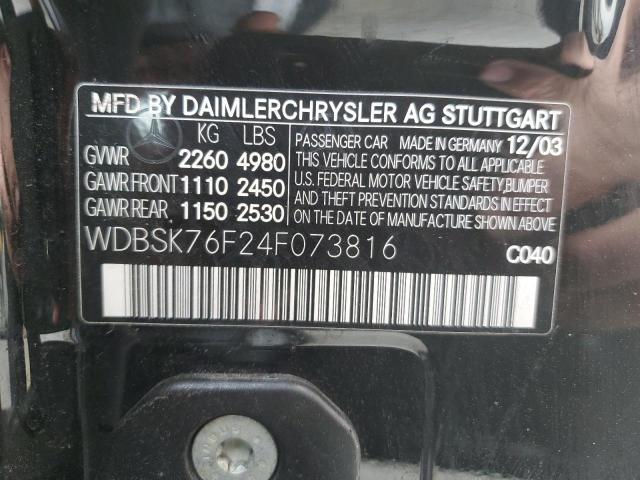 MFD BY DAIMLERCHRYSLER AG STUTTGART
KG LBS
GVWR 2260 4980
GAWR FRONT 1110 2450
GAWR REAR 1150 2530
PASSENGER CAR MADE IN GERMANY 12/03
THIS VEHICLE CONFORMS TO ALL APPLICABLE
U.S. FEDERAL MOTOR VEHICLE SAFETY, BUMPER
AND THEFT PREVENTION STANDARDS IN EFFECT
ON THE DATE OF MANUFACTURE SHOWN ABOVE.
WDBSK76F24F073816
C040